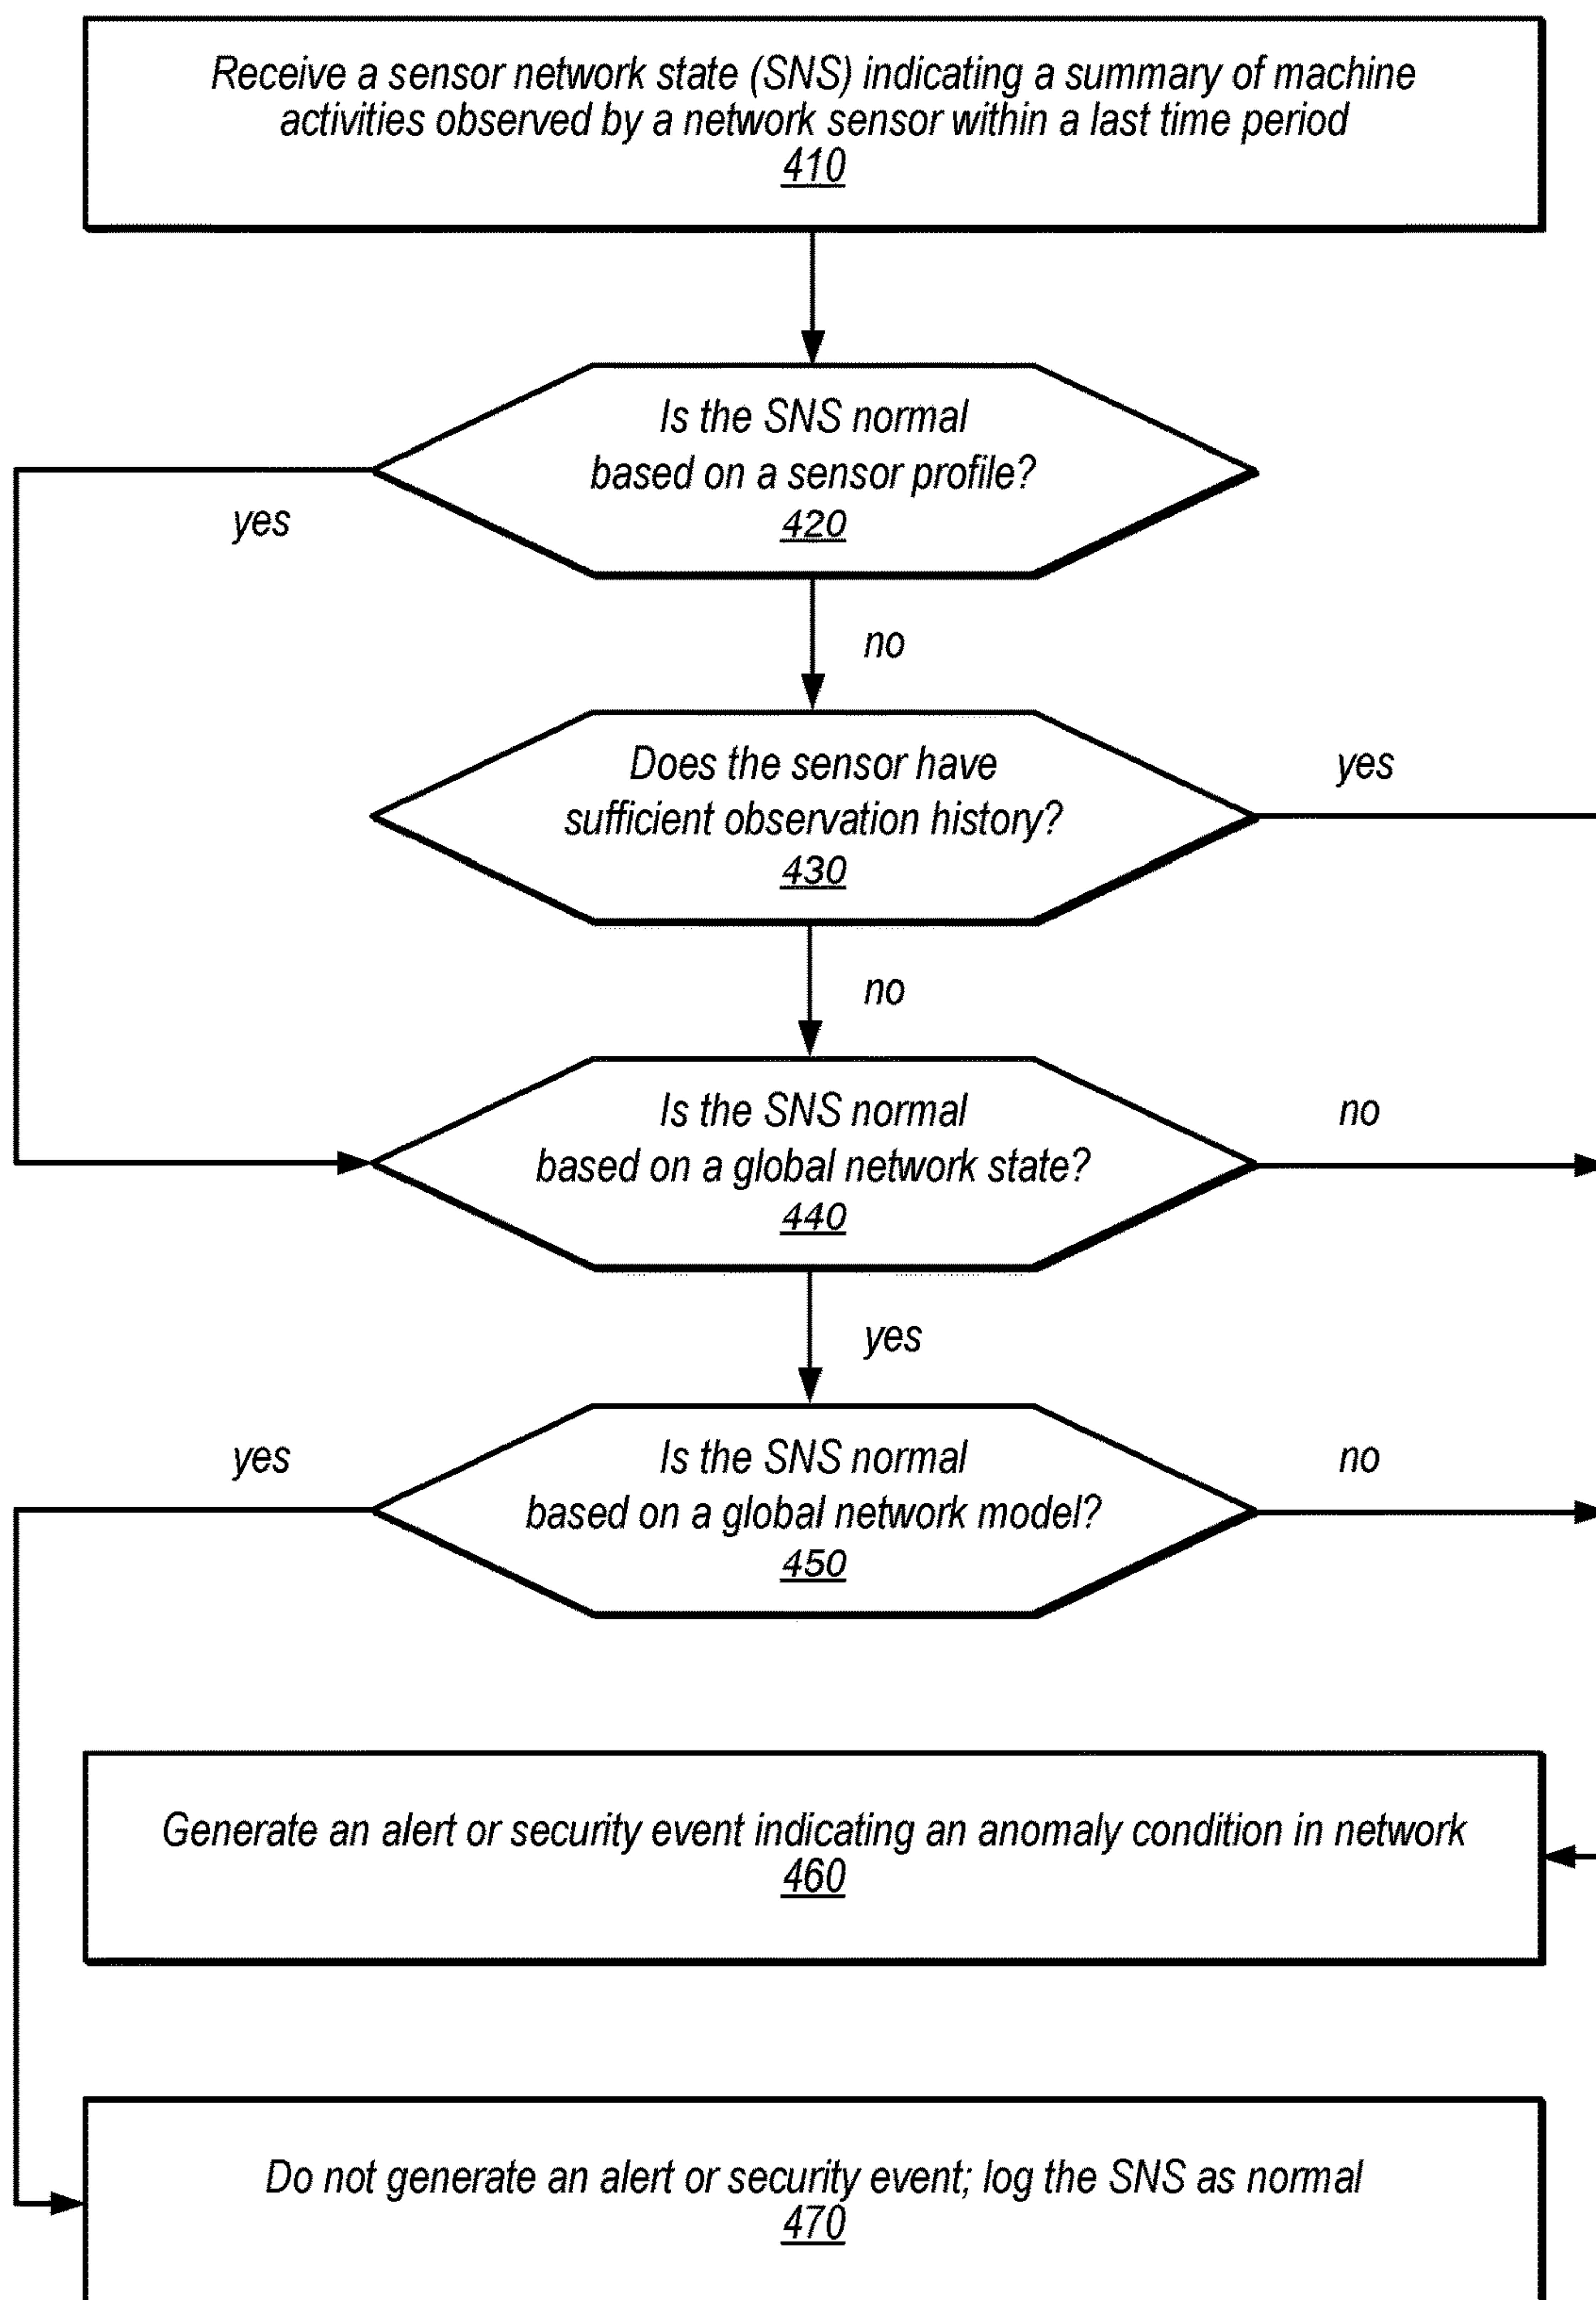 Receive a sensor network state (SNS) indicating a summary of machine
activities observed by a network sensor within a last time period
410
Is the SNS normal
based on a sensor profile?
420
yes
no
Does the sensor have
sufficient observation history?
430
yes
no
Is the SNS normal
based on a global network state?
440
no
yes
Is the SNS normal
based on a global network model?
450
yes
no
Generate an alert or security event indicating an anomaly condition in network
460
Do not generate an alert or security event; log the SNS as normal
470